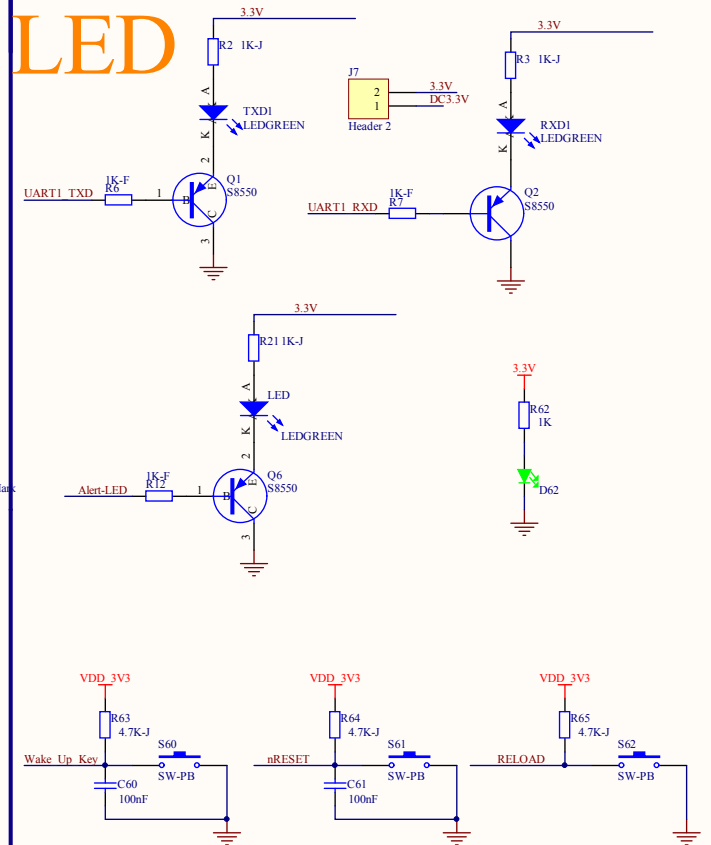 LED
3.3V
R2 1K-J
A
TXD1
LEDGREEN
K
2
Q1
S8550
E
1K-F
R6
UART1_TXD
1
B
C
3
J7
2
1
Header 2
3.3V
DC3.3V
3.3V
R3 1K-J
A
RXD1
LEDGREEN
K
Q2
S8550
1K-F
R7
UART1_RXD
3.3V
R21 1K-J
A
LED
K
LEDGREEN
2
Q6
S8550
E
1K-F
R12
Alert-LED
1
B
C
3
3.3V
R62
1K
D62
VDD_3V3
R63
4.7K-J
S60
Wake_Up_Key
SW-PB
C60
100nF
VDD_3V3
R64
4.7K-J
S61
nRESET
SW-PB
C61
100nF
VDD_3V3
R65
4.7K-J
S62
RELOAD
SW-PB